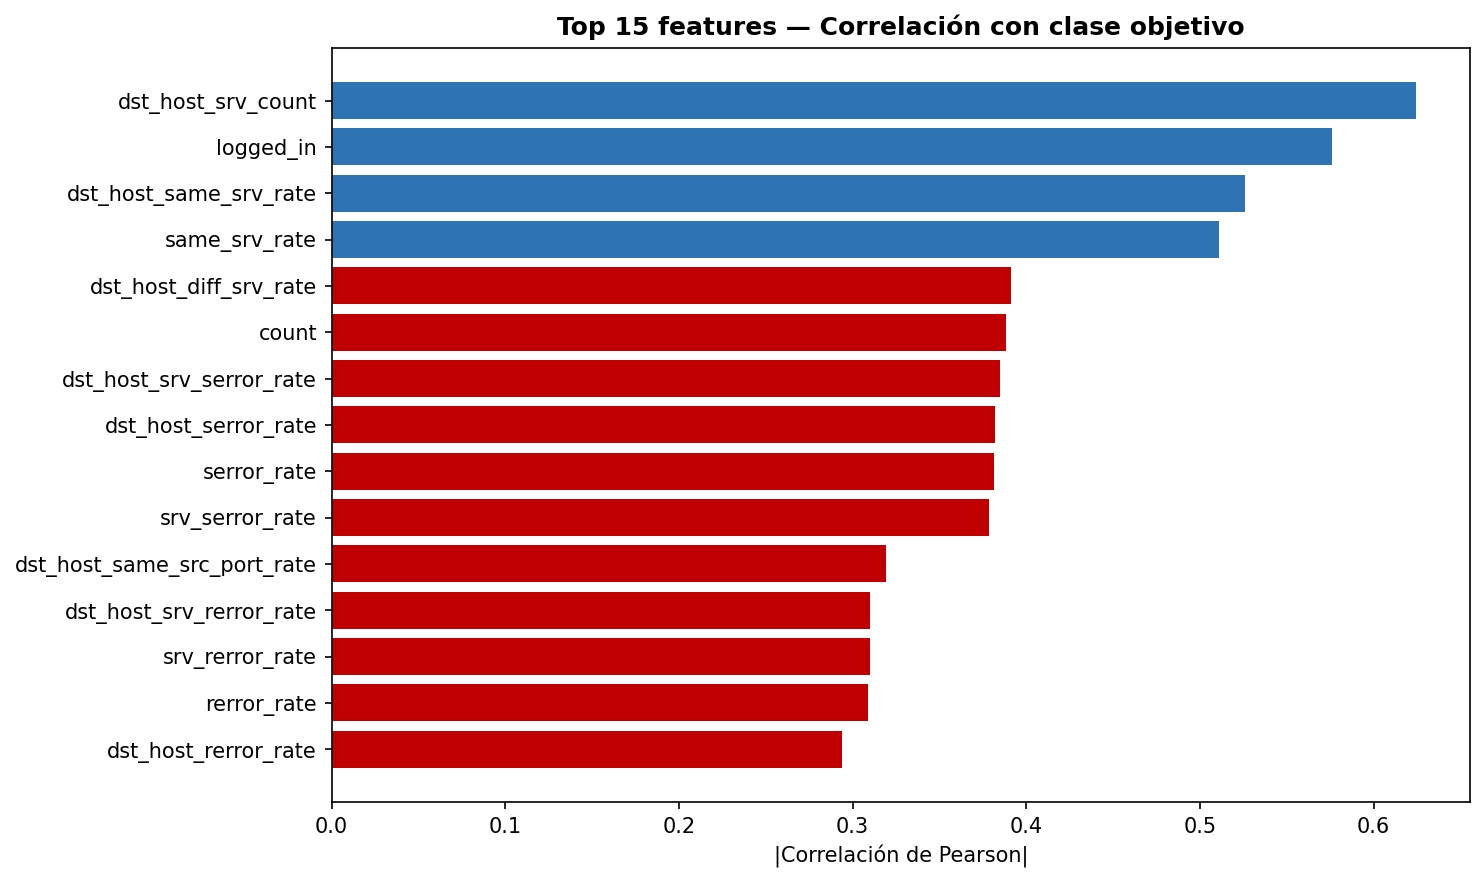 Top 15 features — Correlación con clase objetivo
dst_host_srv_count
logged_in
dst_host_same_srv_rate
same_srv_rate
dst_host_diff_srv_rate
count
dst_host_srv_serror_rate
dst_host_serror_rate
serror_rate
srv_serror_rate
dst_host_same_src_port_rate
dst_host_srv_rerror_rate
srv_rerror_rate
rerror_rate
dst_host_rerror_rate
0.0 0.1 0.2 0.3 0.4 0.5 0.6
|Correlación de Pearson|